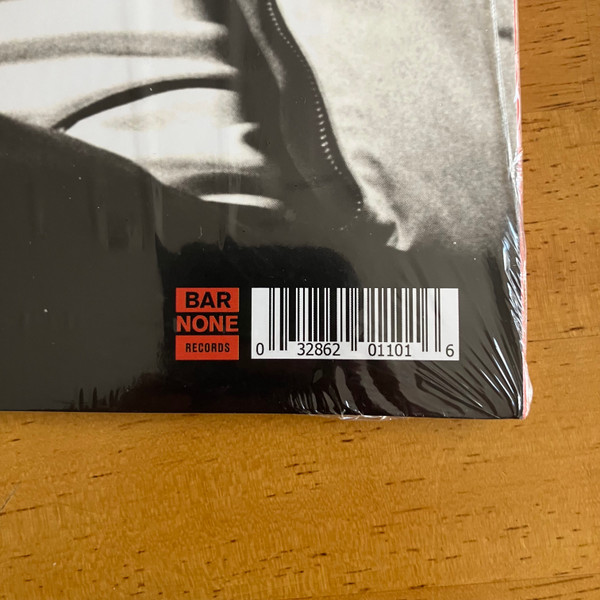 BAR
NONE
RECORDS
0 32862 01101 6